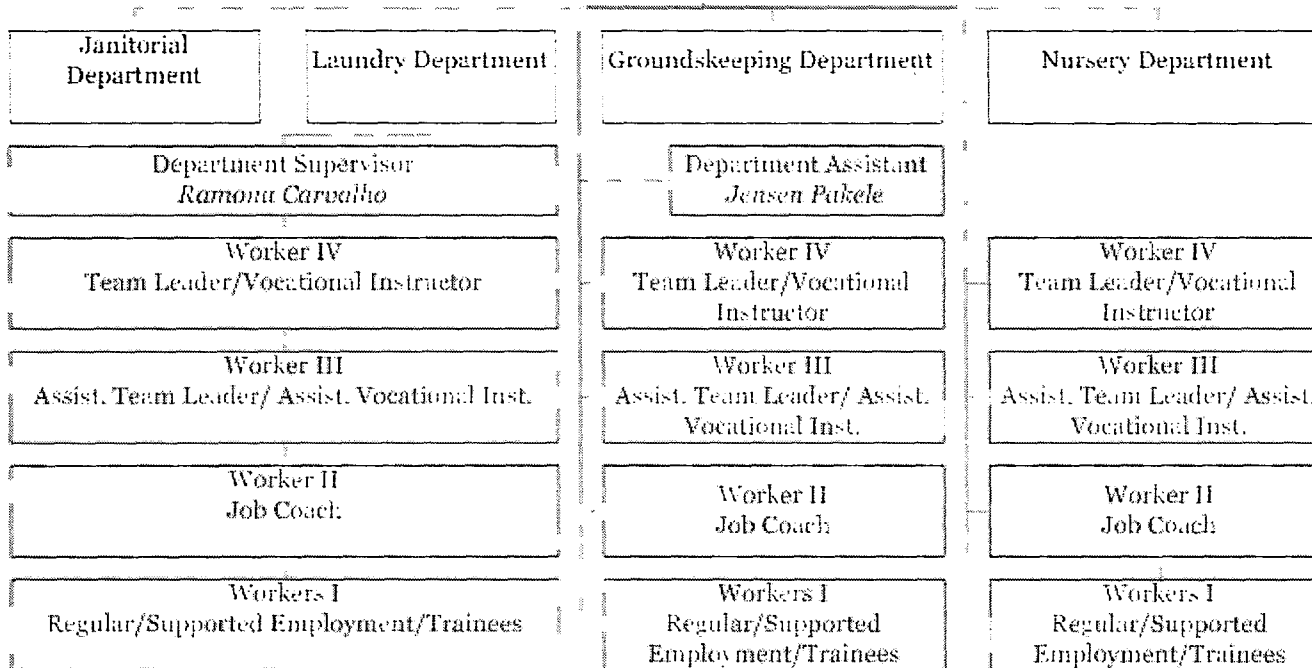 Janitorial
Department
Laundry Department
Groundskeeping Department
Nursery Department
Department Supervisor
Ramona Carvalho
Department Assistant
Jensen Pakele
Worker IV
Team Leader/Vocational Instructor
Worker IV
Team Leader/Vocational
Instructor
Worker IV
Team Leader/Vocational
Instructor
Worker III
Assist. Team Leader/ Assist. Vocational Inst.
Worker III
Assist. Team Leader/ Assist.
Vocational Inst.
Worker III
Assist. Team Leader/ Assist.
Vocational Inst.
Worker II
Job Coach
Worker II
Job Coach
Worker II
Job Coach
Workers I
Regular/Supported Employment/Trainees
Workers I
Regular/Supported
Employment/Trainees
Workers I
Regular/Supported
Employment/Trainees